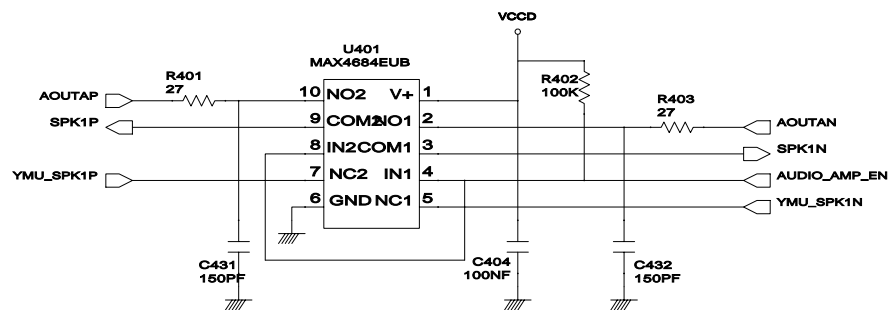 VCCD
U401
MAX4684EUB
R401
27
R402
100K
R403
27
AOUTAP
10 NO2 V+ 1
SPK1P
9 COM2 NO1 2
AOUTAN
8 IN2 COM1 3
SPK1N
YMU_SPK1P
7 NC2 IN1 4
AUDIO_AMP_EN
6 GND NC1 5
YMU_SPK1N
C431
150PF
C404
100NF
C432
150PF